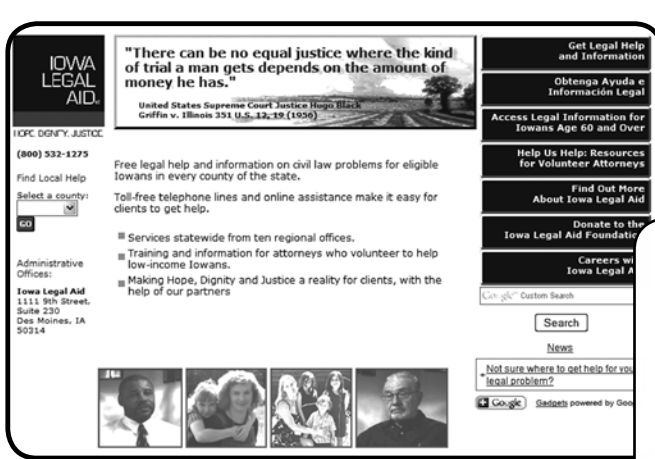 IOWA
LEGAL
AID
HOPE. DIGNITY. JUSTICE
(800) 532-1275
Find Local Help
Select a county:
GO
Administrative
Offices:
Iowa Legal Aid
1111 9th Street,
Suite 230
Des Moines, IA
50314
"There can be no equal justice where the kind
of trial a man gets depends on the amount of
money he has."
United States Supreme Court Justice Hugo Black
Griffin v. Illinois 351 U.S. 12, 19 (1956)
Free legal help and information on civil law problems for eligible
Iowans in every county of the state.
Toll-free telephone lines and online assistance make it easy for
clients to get help.
Services statewide from ten regional offices.
Training and information for attorneys who volunteer to help
low-income Iowans.
Making Hope, Dignity and Justice a reality for clients, with the
help of our partners
Get Legal Help
and Information
Obtenga Ayuda e
Información Legal
Access Legal Information for
Iowans Age 60 and Over
Help Us Help: Resources
for Volunteer Attorneys
Find Out More
About Iowa Legal Aid
Donate to the
Iowa Legal Aid Foundatio
Careers wi
Iowa Legal A
Google Custom Search
Search
News
Not sure where to get help for you
legal problem?
Google Gadgets powered by Goo